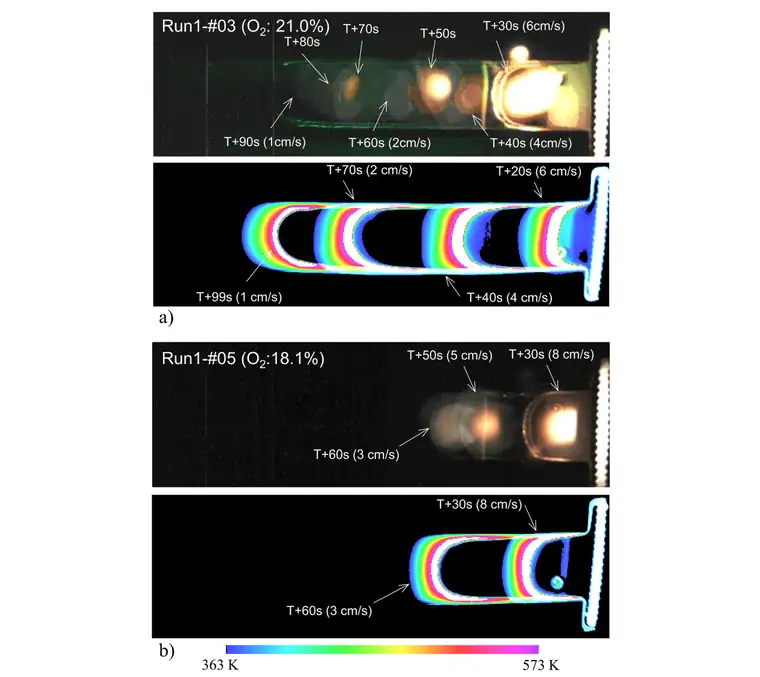 Run1-#03 (O2: 21.0%)
T+80s
T+70s
T+50s
T+30s (6cm/s)
T+90s (1cm/s)
T+60s (2cm/s)
T+40s (4cm/s)
T+70s (2 cm/s)
T+20s (6 cm/s)
T+99s (1 cm/s)
T+40s (4 cm/s)
a)
Run1-#05 (O2:18.1%)
T+50s (5 cm/s)
T+30s (8 cm/s)
T+60s (3 cm/s)
T+30s (8 cm/s)
T+60s (3 cm/s)
b)
363 K
573 K